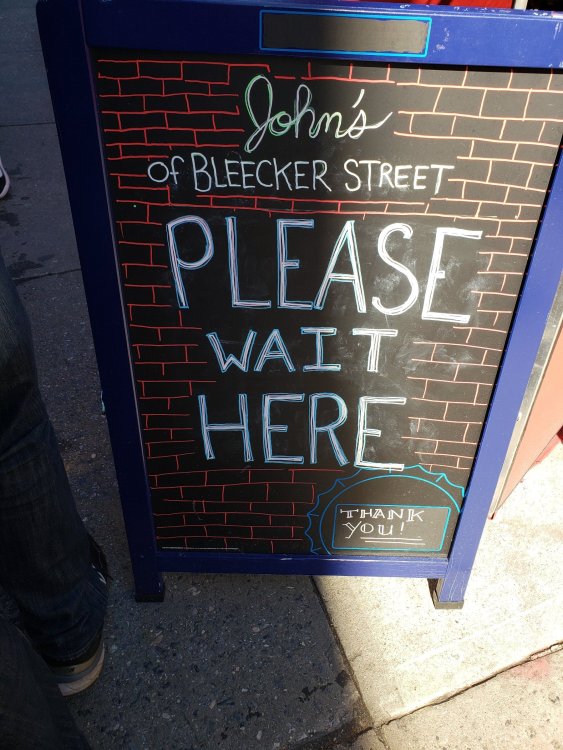 John's
OF BLEECKER STREET
PLEASE
WAIT
HERE
THANK
YOU!